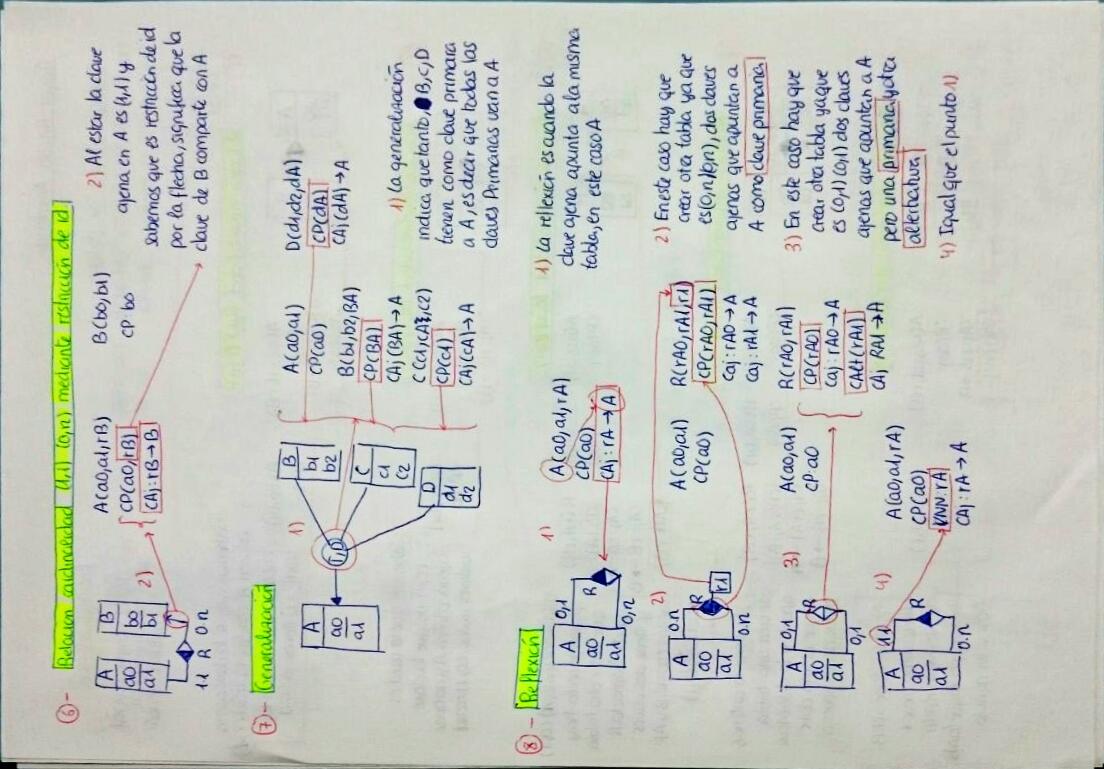 6 - Relación cardinalidad (1,1) (0,n) mediante restricción de id
A
a0
a1
B
b0
b1
1.1
R
0.n
2)
A(a0,a1,rB)
CP(a0,rB)
CAj:rB→B
B(b0,b1)
CP b0
2) Al estar la clave
ajena en A es (1,1) y
sabemos que es restricción de id
por la flecha, significa que la
clave de B comparte con A
7 - Generalización
A
a0
a1
1)
B
b1
b2
C
c1
c2
D
d1
d2
A(a0,a1)
CP(a0)
B(b1,b2,BA)
CP(BA)
CAj(BA)→A
CP(cA)
CAj(cA)→A
D(d1,d2,dA)
CP(dA)
CAj(dA)→A
1) La generalización
indica que tanto, B,C,D
tienen como clave primaria
a A, es decir que todas las
claves Primarias van a A
8 - Reflexión
A
a0
a1
0,1
R
0,n
1)
A(a0,a1,rA)
CP(a0)
CAj:rA→A
1) La reflexión es cuando la
clave ajena apunta a la misma
tabla, en este caso A
2)
A
a0
a1
0.n
R
r1
0.n
A(a0,a1)
CP(a0)
R(rA0,rA1,r1)
CP(rA0,rA1)
Caj:rA0→A
Caj:rA1→A
2) En este caso hay que
crear otra tabla ya que
es (0,n)(0,n), dos claves
ajenas que apuntan a
A como clave primaria
3)
A
a0
a1
0,1
0,1
A(a0,a1)
CP a0
R(rA0,rA1)
CP(rA0)
Caj:rA0→A
CAlt(rA1)
CAj RA1→A
3) En este caso hay que
crear otra tabla ya que
es (0,1)(0,1) dos claves
ajenas que apuntan a A
pero una primaria y otra
4)
A
a0
a1
1.1
R
0.n
A(a0,a1,rA)
CP(a0)
VNN:rA
CAj:rA→A
4) Igual que el punto 1)